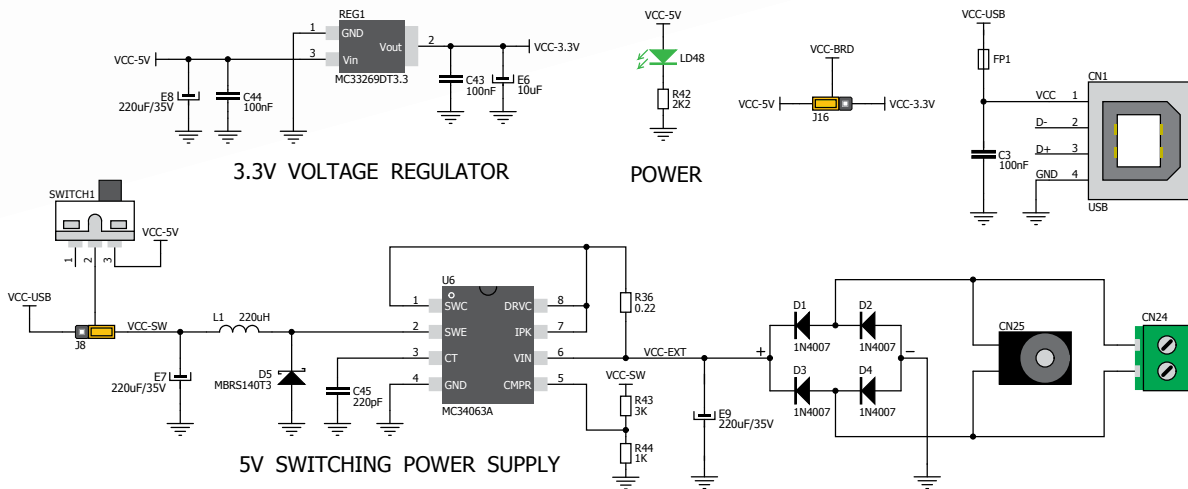 REG1
1
GND
Vout
2
VCC-5V
3
Vin
VCC-3.3V
MC33269DT3.3
E8
220uF/35V
C44
100nF
C43
100nF
E6
10uF
3.3V VOLTAGE REGULATOR
VCC-5V
LD48
R42
2K2
POWER
VCC-BRD
VCC-5V
VCC-3.3V
J16
VCC-USB
FP1
CN1
VCC
1
D-
2
D+
3
GND
4
C3
100nF
USB
SWITCH1
1
2
3
VCC-5V
VCC-USB
J8
VCC-SW
L1
220uH
E7
220uF/35V
D5
MBRS140T3
U6
1
SWC
DRVC
8
2
SWE
IPK
7
3
CT
VIN
6
4
GND
CMPR
5
MC34063A
C45
220pF
R36
0.22
VCC-EXT
VCC-SW
R43
3K
R44
1K
E9
220uF/35V
5V SWITCHING POWER SUPPLY
+
-
D1
1N4007
D2
1N4007
D3
1N4007
D4
1N4007
CN25
CN24